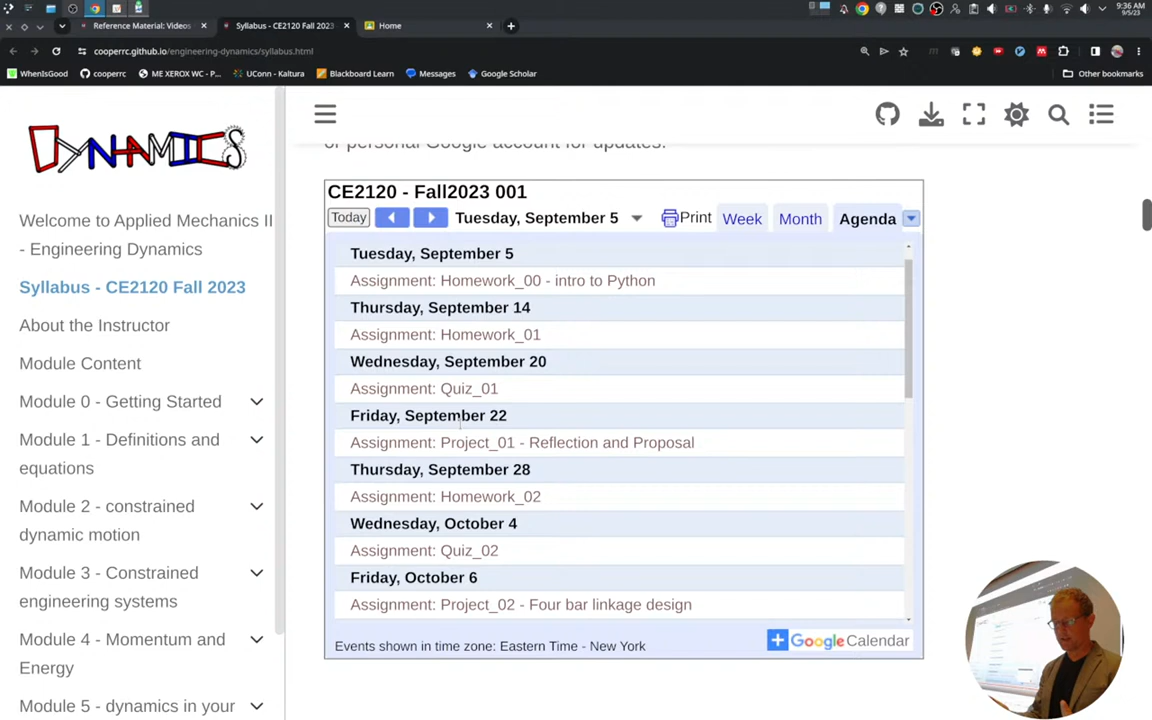 9:36 AM
9/5/23
Reference Material: Videos
Syllabus - CE2120 Fall 2023
Home
cooperrc.github.io/engineering-dynamics/syllabus.html
WhenIsGood
cooperrc
ME XEROX WC - P...
UConn - Kaltura
Blackboard Learn
Messages
Google Scholar
Other bookmarks
DYNAMICS
Welcome to Applied Mechanics II
- Engineering Dynamics
Syllabus - CE2120 Fall 2023
About the Instructor
Module Content
Module 0 - Getting Started
Module 1 - Definitions and
equations
Module 2 - constrained
dynamic motion
Module 3 - Constrained
engineering systems
Module 4 - Momentum and
Energy
Module 5 - dynamics in your
or personal Google account for updates.
CE2120 - Fall2023 001
Today
Tuesday, September 5
Print
Week
Month
Agenda
Tuesday, September 5
Assignment: Homework_00 - intro to Python
Thursday, September 14
Assignment: Homework_01
Wednesday, September 20
Assignment: Quiz_01
Friday, September 22
Assignment: Project_01 - Reflection and Proposal
Thursday, September 28
Assignment: Homework_02
Wednesday, October 4
Assignment: Quiz_02
Friday, October 6
Assignment: Project_02 - Four bar linkage design
Events shown in time zone: Eastern Time - New York
Google Calendar